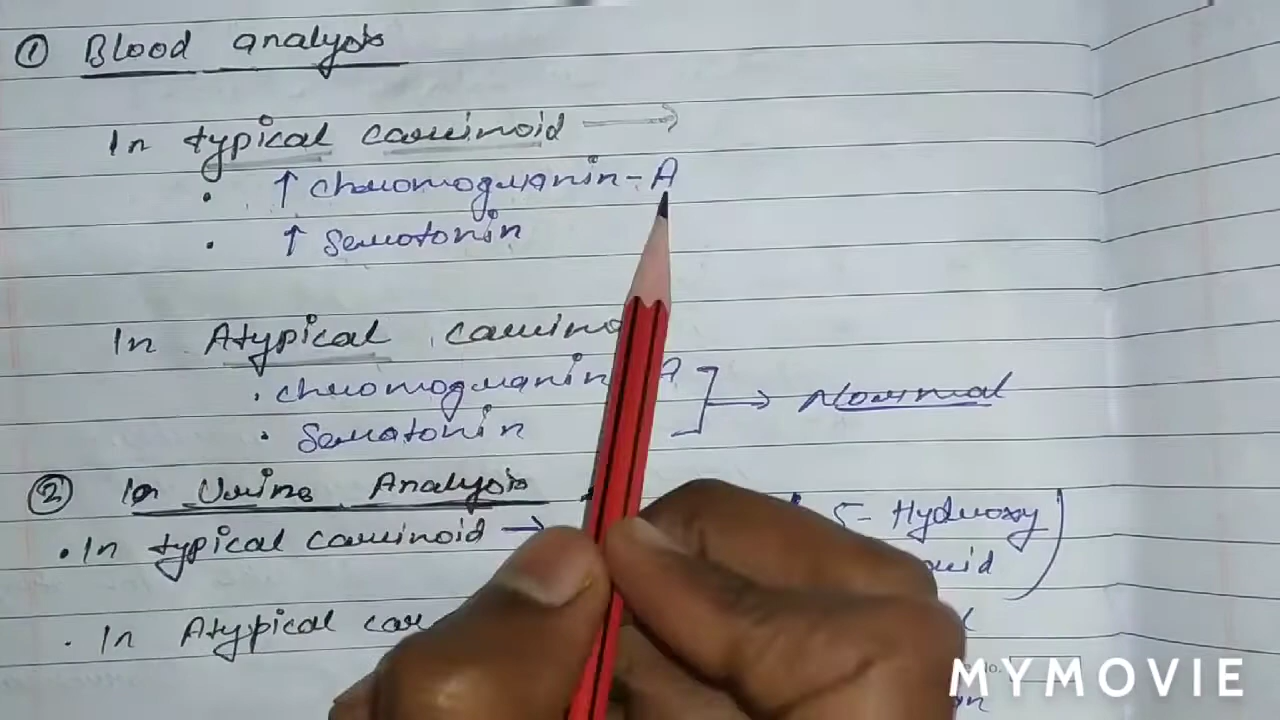 ① Blood analysis
In typical carcinoid →
• ↑ Chromogranin-A
• ↑ Serotonin
In Atypical carcino
• Chromogranin A
• Serotonin ] → Normal
② In Urine Analysis
• In typical carcinoid → 5-Hydroxy
• In Atypical car
MYMOVIE